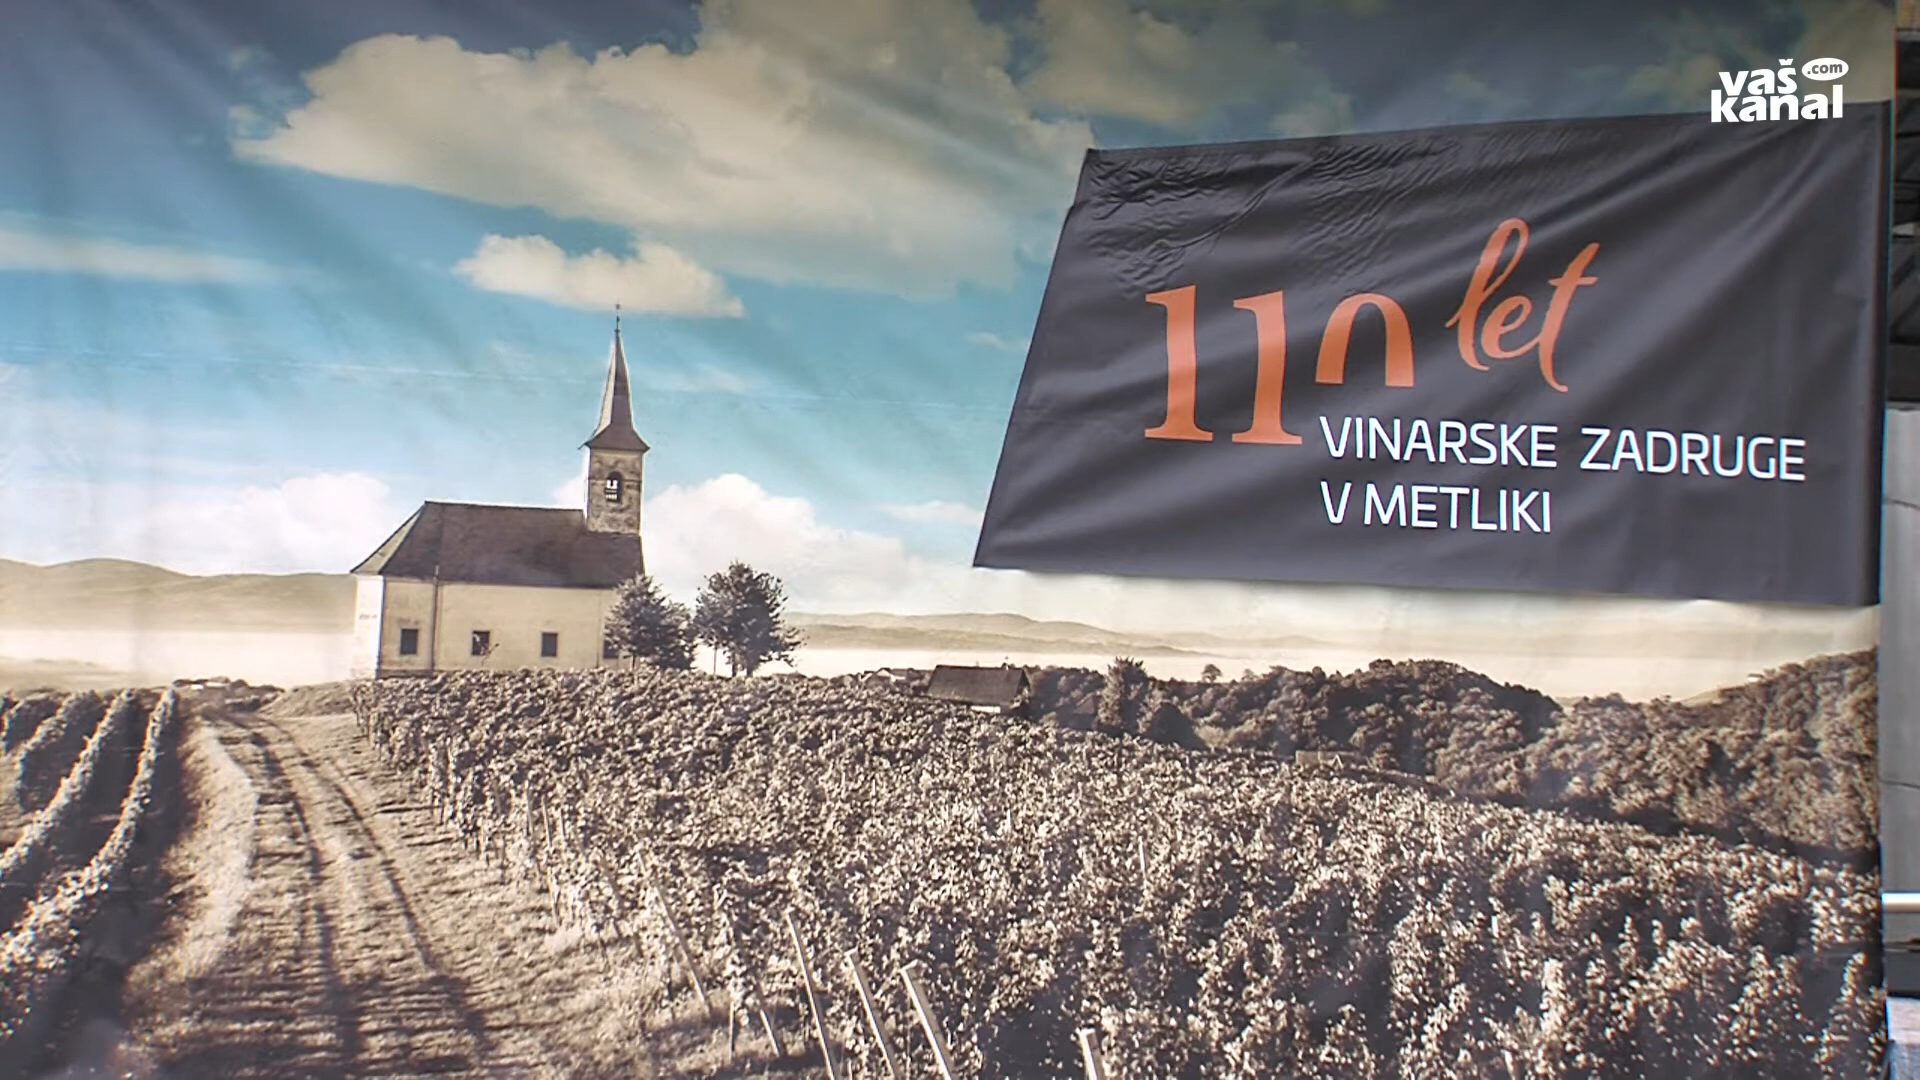 vaš .com
kanal
110 let
VINARSKE ZADRUGE
V METLIKI